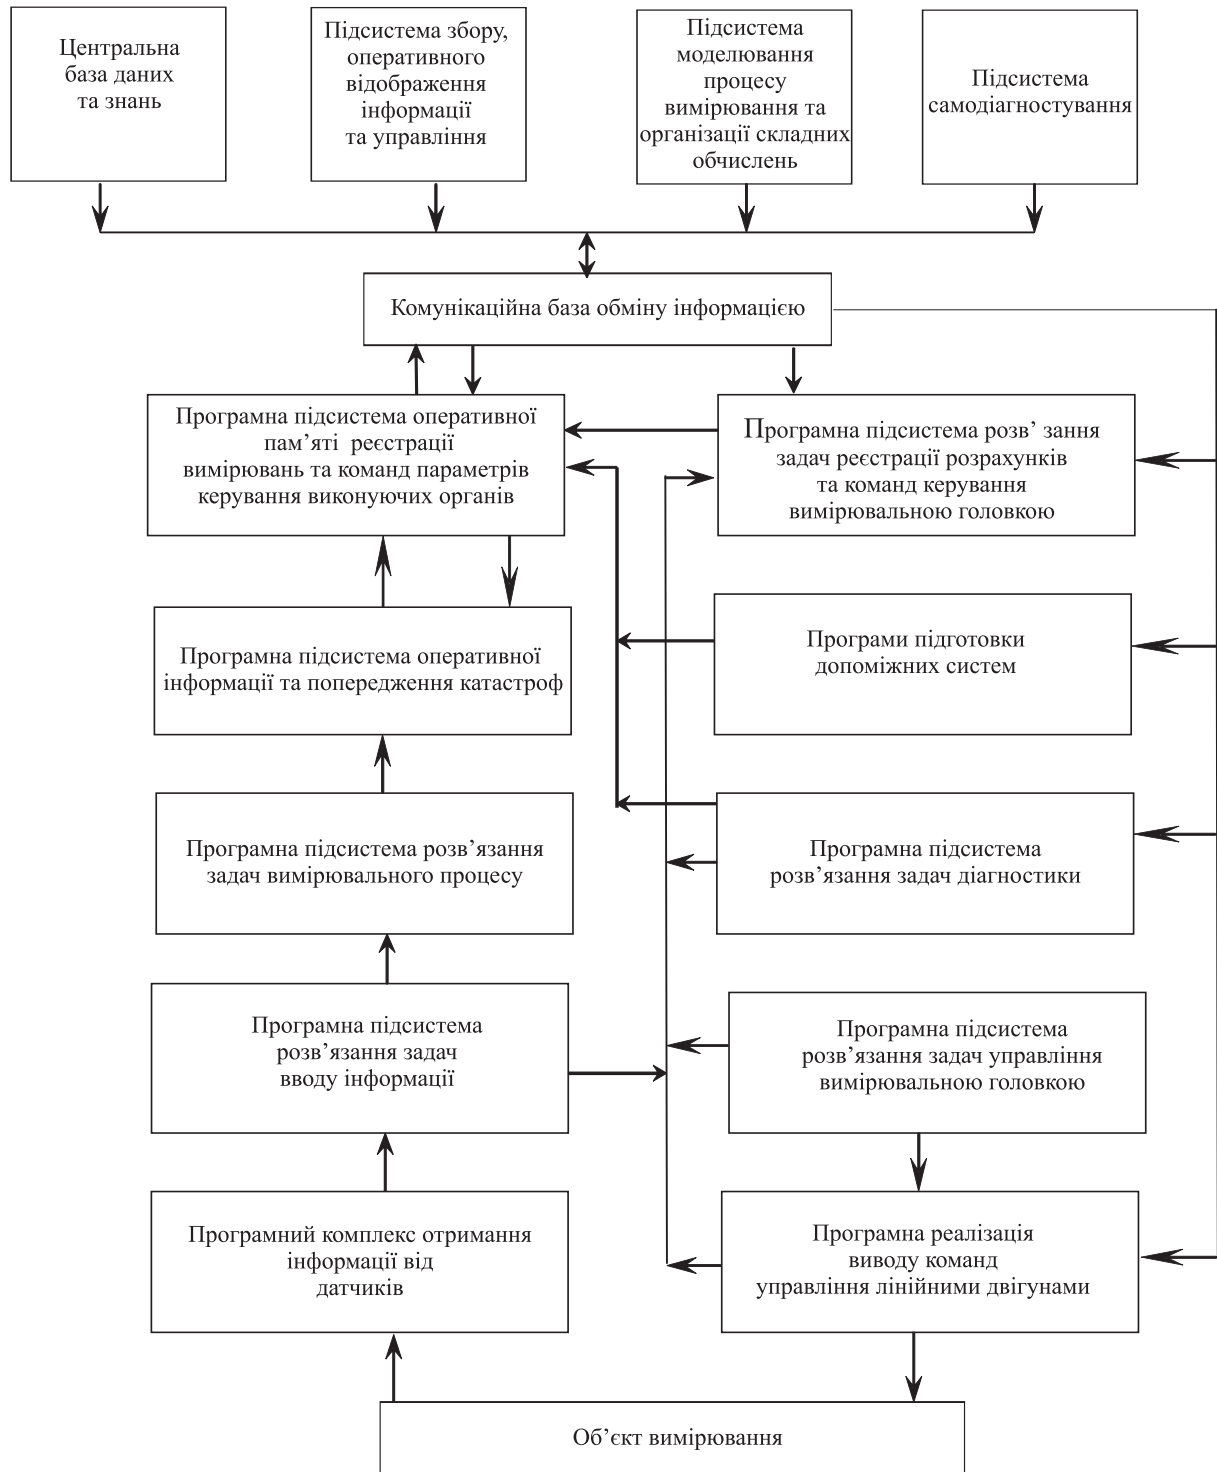 Центральна
база даних
та знань
Підсистема збору,
оперативного
відображення
інформації
та управління
Підсистема
моделювання
процесу
вимірювання та
організації складних
обчислень
Підсистема
самодіагностування
Комунікаційна база обміну інформацією
Програмна підсистема оперативної
пам’яті реєстрації
вимірювань та команд параметрів
керування виконуючих органів
Програмна підсистема розв’ зання
задач реєстрації розрахунків
та команд керування
вимірювальною головкою
Програмна підсистема оперативної
інформації та попередження катастроф
Програми підготовки
допоміжних систем
Програмна підсистема розв’язання
задач вимірювального процесу
Програмна підсистема
розв’язання задач діагностики
Програмна підсистема
розв’язання задач
вводу інформації
Програмна підсистема
розв’язання задач управління
вимірювальною головкою
Програмний комплекс отримання
інформації від
датчиків
Програмна реалізація
виводу команд
управління лінійними двігунами
Об’єкт вимірювання